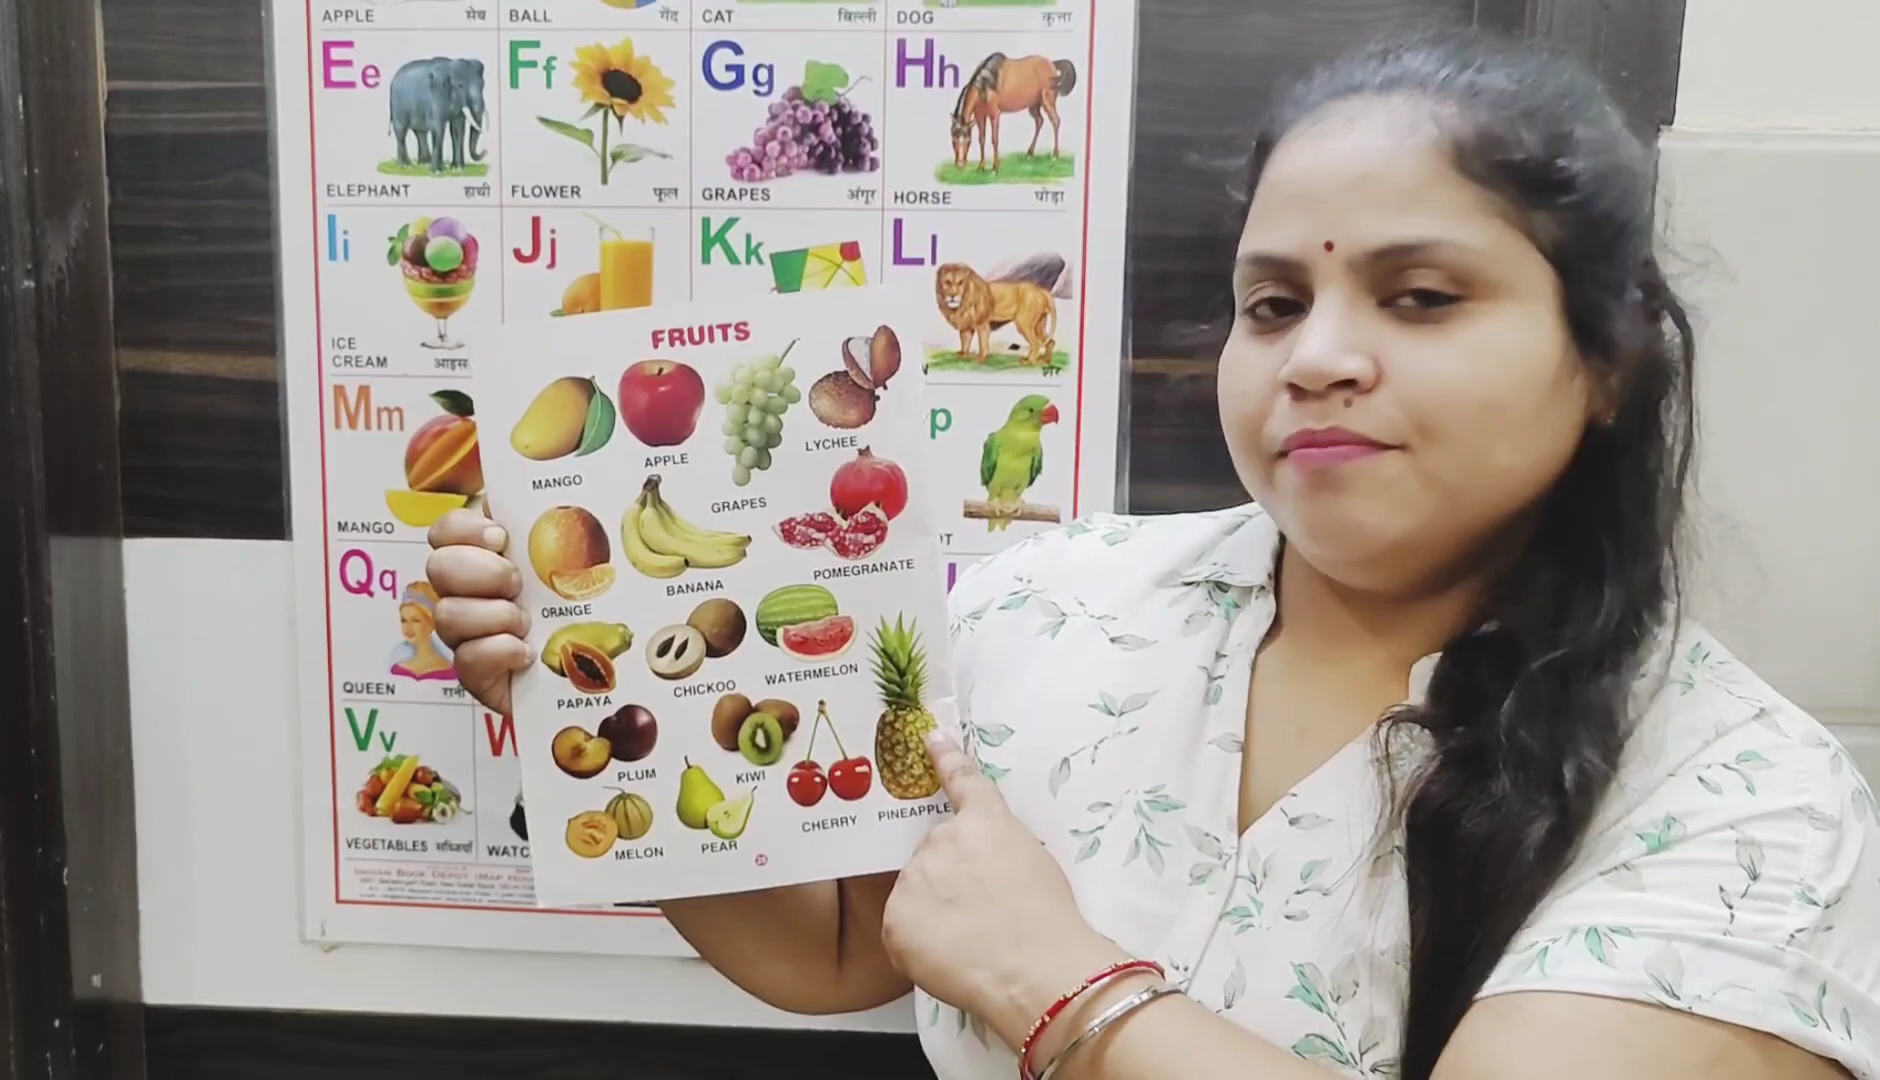 APPLE सेब BALL गेंद CAT बिल्ली DOG कुत्ता
Ee Ff Gg Hh
ELEPHANT हाथी FLOWER फूल GRAPES अंगूर HORSE घोड़ा
Ii Jj Kk Ll
ICE
CREAM
शेर
Mm
p
MANGO
Qq
QUEEN रानी
Vv W
VEGETABLES सब्जियाँ WATC
FRUITS
MANGO APPLE GRAPES LYCHEE
ORANGE BANANA POMEGRANATE
PAPAYA CHICKOO WATERMELON
PLUM KIWI CHERRY PINEAPPLE
MELON PEAR